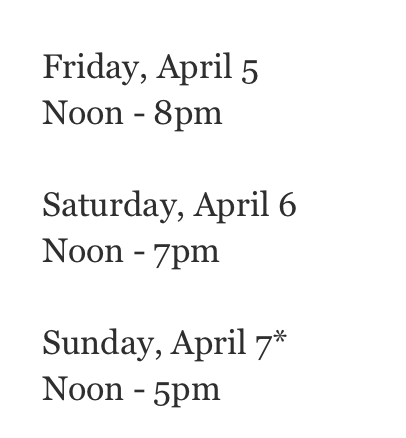 Friday, April 5
Noon - 8pm
Saturday, April 6
Noon - 7pm
Sunday, April 7*
Noon - 5pm